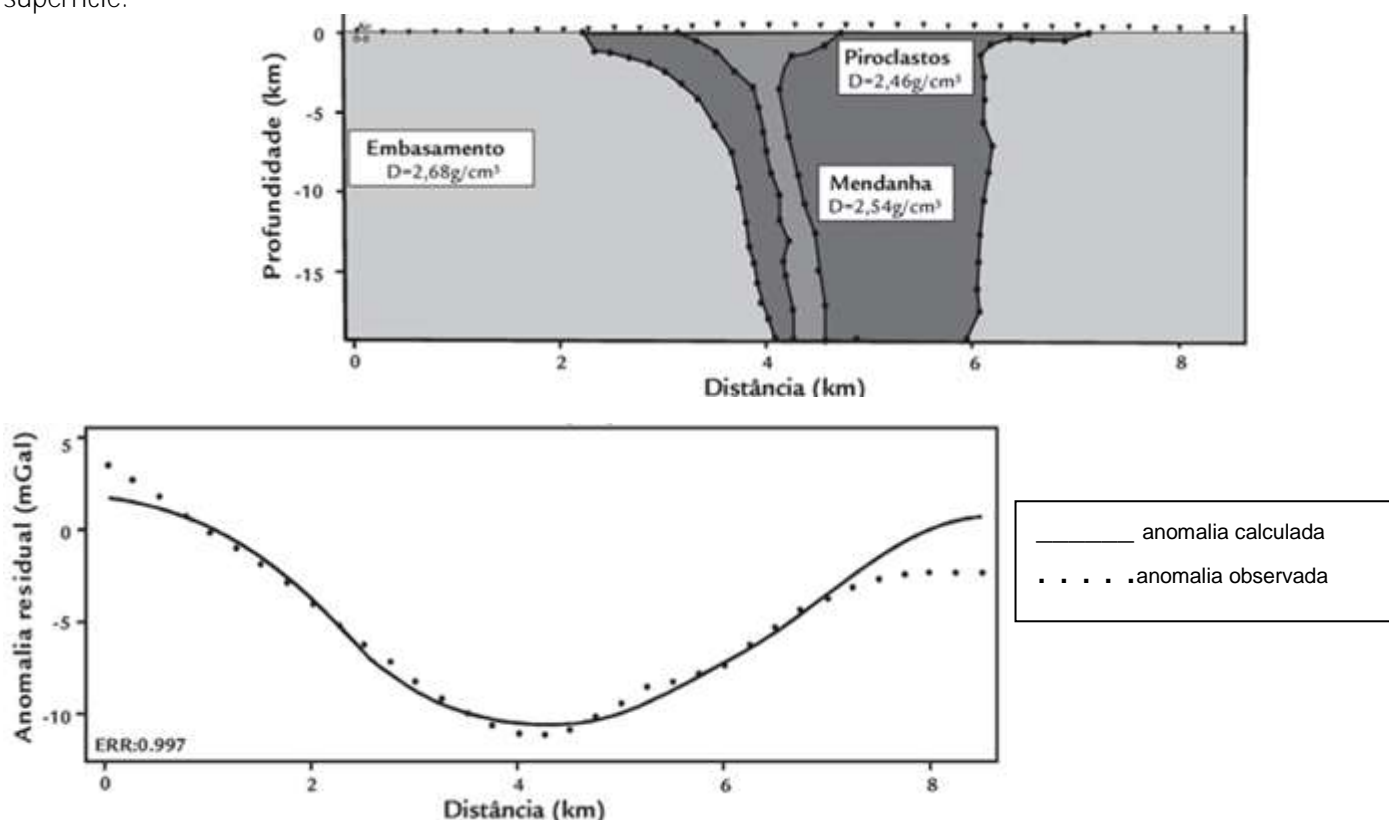 superfície.
Profundidade (km)
0
-5
-10
-15
Piroclastos
D=2,46g/cm³
Embasamento
D=2,68g/cm³
Mendanha
D=2,54g/cm³
0 2 4 6 8
Distância (km)
Anomalia residual (mGal)
5
0
-5
-10
ERR:0.997
0 2 4 6 8
Distância (km)
anomalia calculada
anomalia observada